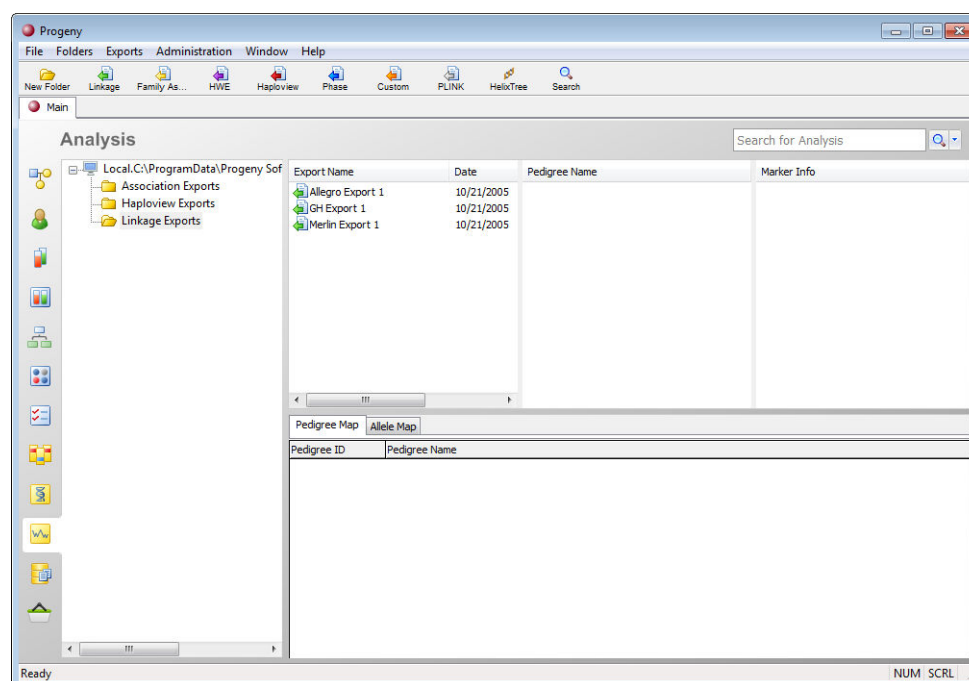 Progeny
File Folders Exports Administration Window Help
New Folder Linkage Family As... HWE Haploview Phase Custom PLINK HelixTree Search
Main
Analysis Search for Analysis
Local.C:\ProgramData\Progeny Sof Export Name Date Pedigree Name Marker Info
Association Exports Allegro Export 1 10/21/2005
Haploview Exports GH Export 1 10/21/2005
Linkage Exports Merlin Export 1 10/21/2005
Pedigree Map Allele Map
Pedigree ID Pedigree Name
Ready NUM SCRL